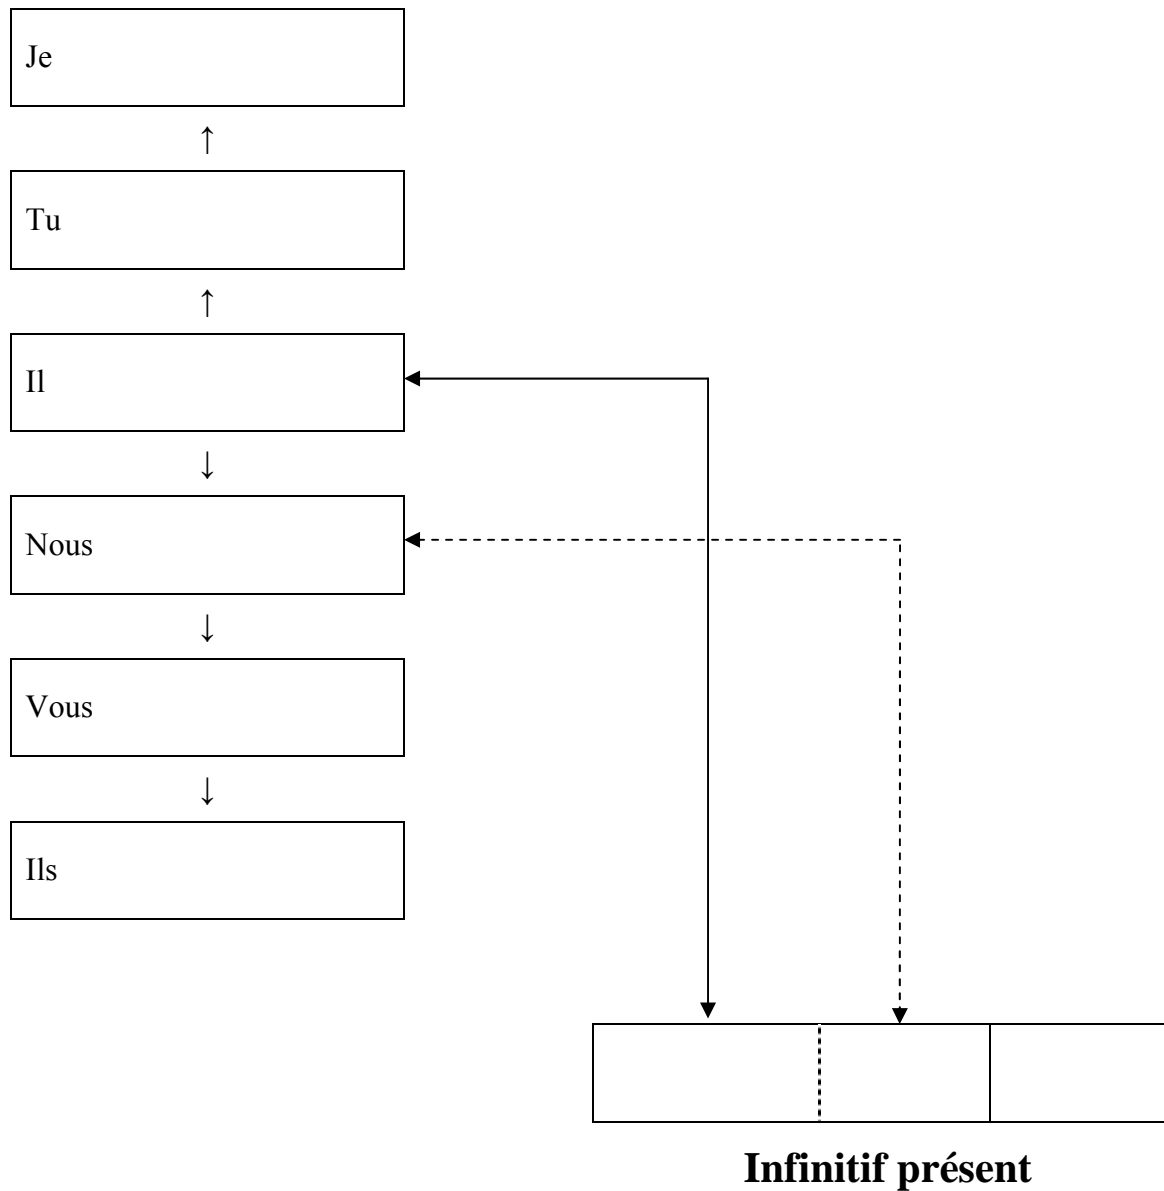 Je
↑
Tu
↑
Il
↓
Nous
↓
Vous
↓
Ils
Infinitif présent